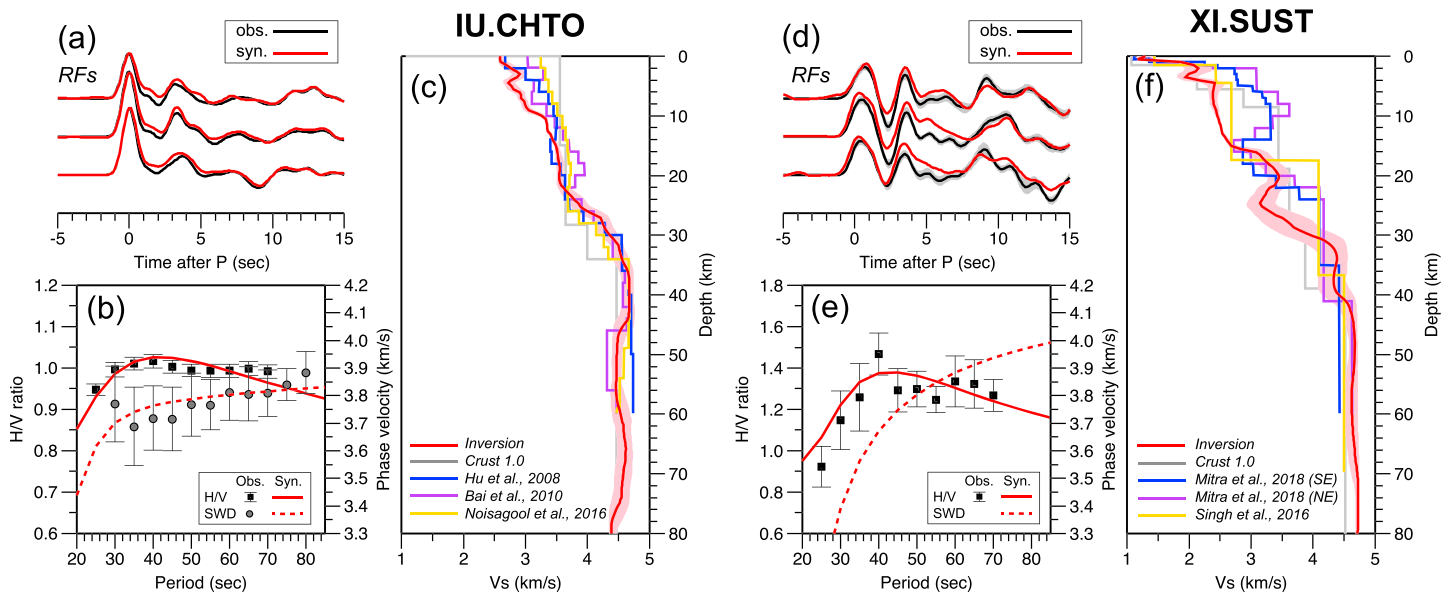 IU.CHTO
XI.SUST
(a)
obs.
syn.
RFs
-5 0 5 10 15
Time after P (sec)
(b)
1.2
1.1
1.0
0.9
0.8
0.7
0.6
H/V ratio
4.2
4.1
4.0
3.9
3.8
3.7
3.6
3.5
3.4
3.3
Phase velocity (km/s)
Obs. Syn.
H/V
SWD
20 30 40 50 60 70 80
Period (sec)
(c)
0
10
20
30
40
50
60
70
80
Depth (km)
Inversion
Crust 1.0
Hu et al., 2008
Bai et al., 2010
Noisagool et al., 2016
1 2 3 4 5
Vs (km/s)
(d)
obs.
syn.
RFs
-5 0 5 10 15
Time after P (sec)
(e)
1.8
1.6
1.4
1.2
1.0
0.8
0.6
H/V ratio
4.2
4.1
4.0
3.9
3.8
3.7
3.6
3.5
3.4
3.3
Phase velocity (km/s)
Obs. Syn.
H/V
SWD
20 30 40 50 60 70 80
Period (sec)
(f)
0
10
20
30
40
50
60
70
80
Depth (km)
Inversion
Crust 1.0
Mitra et al., 2018 (SE)
Mitra et al., 2018 (NE)
Singh et al., 2016
1 2 3 4 5
Vs (km/s)